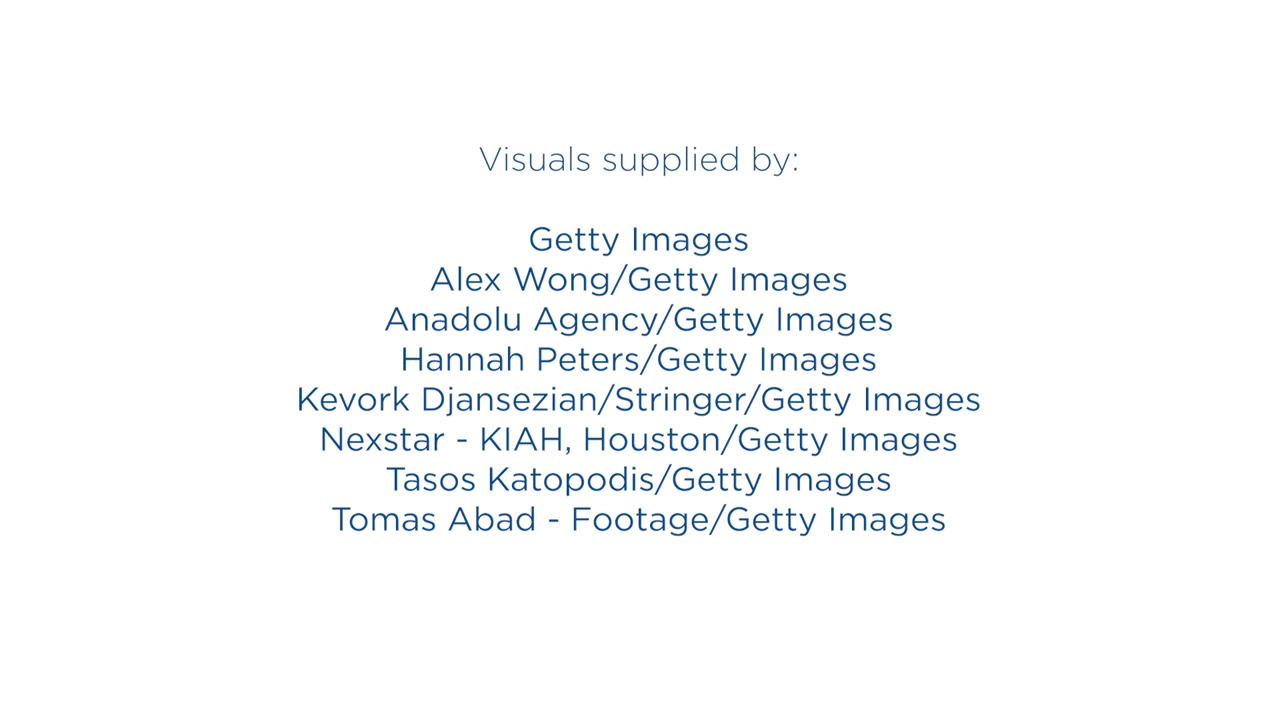 Visuals supplied by:
Getty Images
Alex Wong/Getty Images
Anadolu Agency/Getty Images
Hannah Peters/Getty Images
Kevork Djansezian/Stringer/Getty Images
Nexstar - KIAH, Houston/Getty Images
Tasos Katopodis/Getty Images
Tomas Abad - Footage/Getty Images